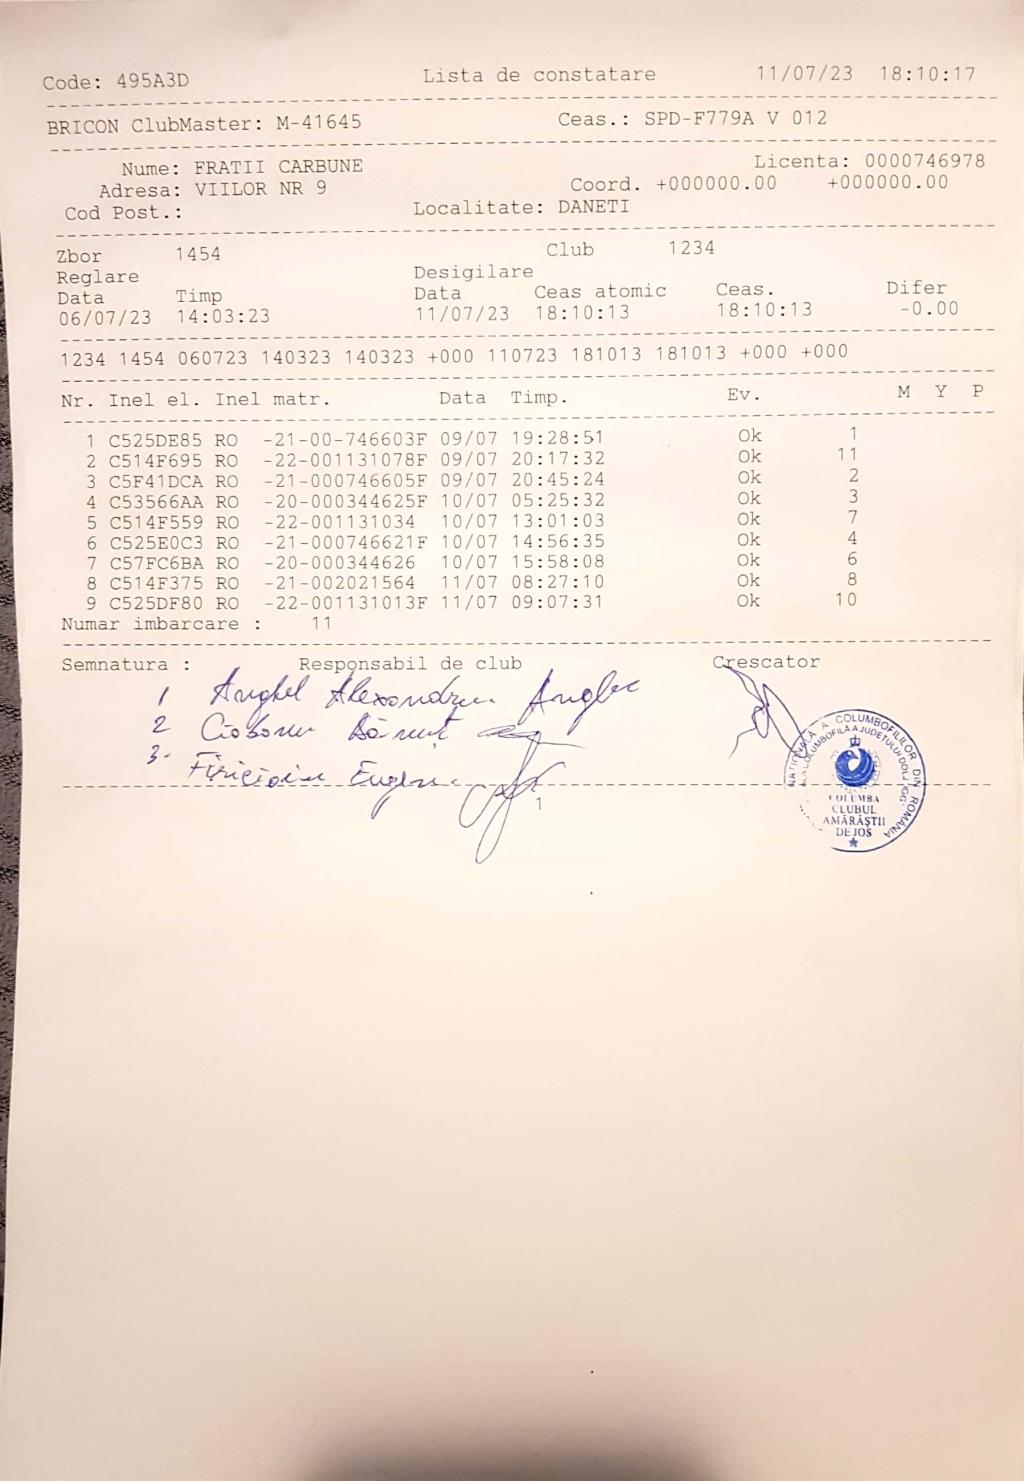 Code: 495A3D Lista de constatare 11/07/23 18:10:17
BRICON ClubMaster: M-41645 Ceas.: SPD-F779A V 012
Nume: FRATII CARBUNE Licenta: 0000746978
Adresa: VIILOR NR 9 Coord. +000000.00 +000000.00
Cod Post.: Localitate: DANETI
Zbor 1454 Club 1234
Reglare Desigilare
Data Timp Data Ceas atomic Ceas. Difer
06/07/23 14:03:23 11/07/23 18:10:13 18:10:13 -0.00
1234 1454 060723 140323 140323 +000 110723 181013 181013 +000 +000
Nr. Inel el. Inel matr. Data Timp. Ev. M Y P
1 C525DE85 RO -21-00-746603F 09/07 19:28:51 Ok 1
2 C514F695 RO -22-001131078F 09/07 20:17:32 Ok 11
3 C5F41DCA RO -21-000746605F 09/07 20:45:24 Ok 2
4 C53566AA RO -20-000344625F 10/07 05:25:32 Ok 3
5 C514F559 RO -22-001131034 10/07 13:01:03 Ok 7
6 C525E0C3 RO -21-000746621F 10/07 14:56:35 Ok 4
7 C57FC6BA RO -20-000344626 10/07 15:58:08 Ok 6
8 C514F375 RO -21-002021564 11/07 08:27:10 Ok 8
9 C525DF80 RO -22-001131013F 11/07 09:07:31 Ok 10
Numar imbarcare : 11
Semnatura : Responsabil de club Crescator
1 Anghel Alexandru
2
3.
1
A COLUMBOFILILOR DIN ROMANIA
COLUMBOFILA A JUDETULUI DOLJ
COLUMBA
CLUBUL
AMĂRĂȘTII
DE JOS